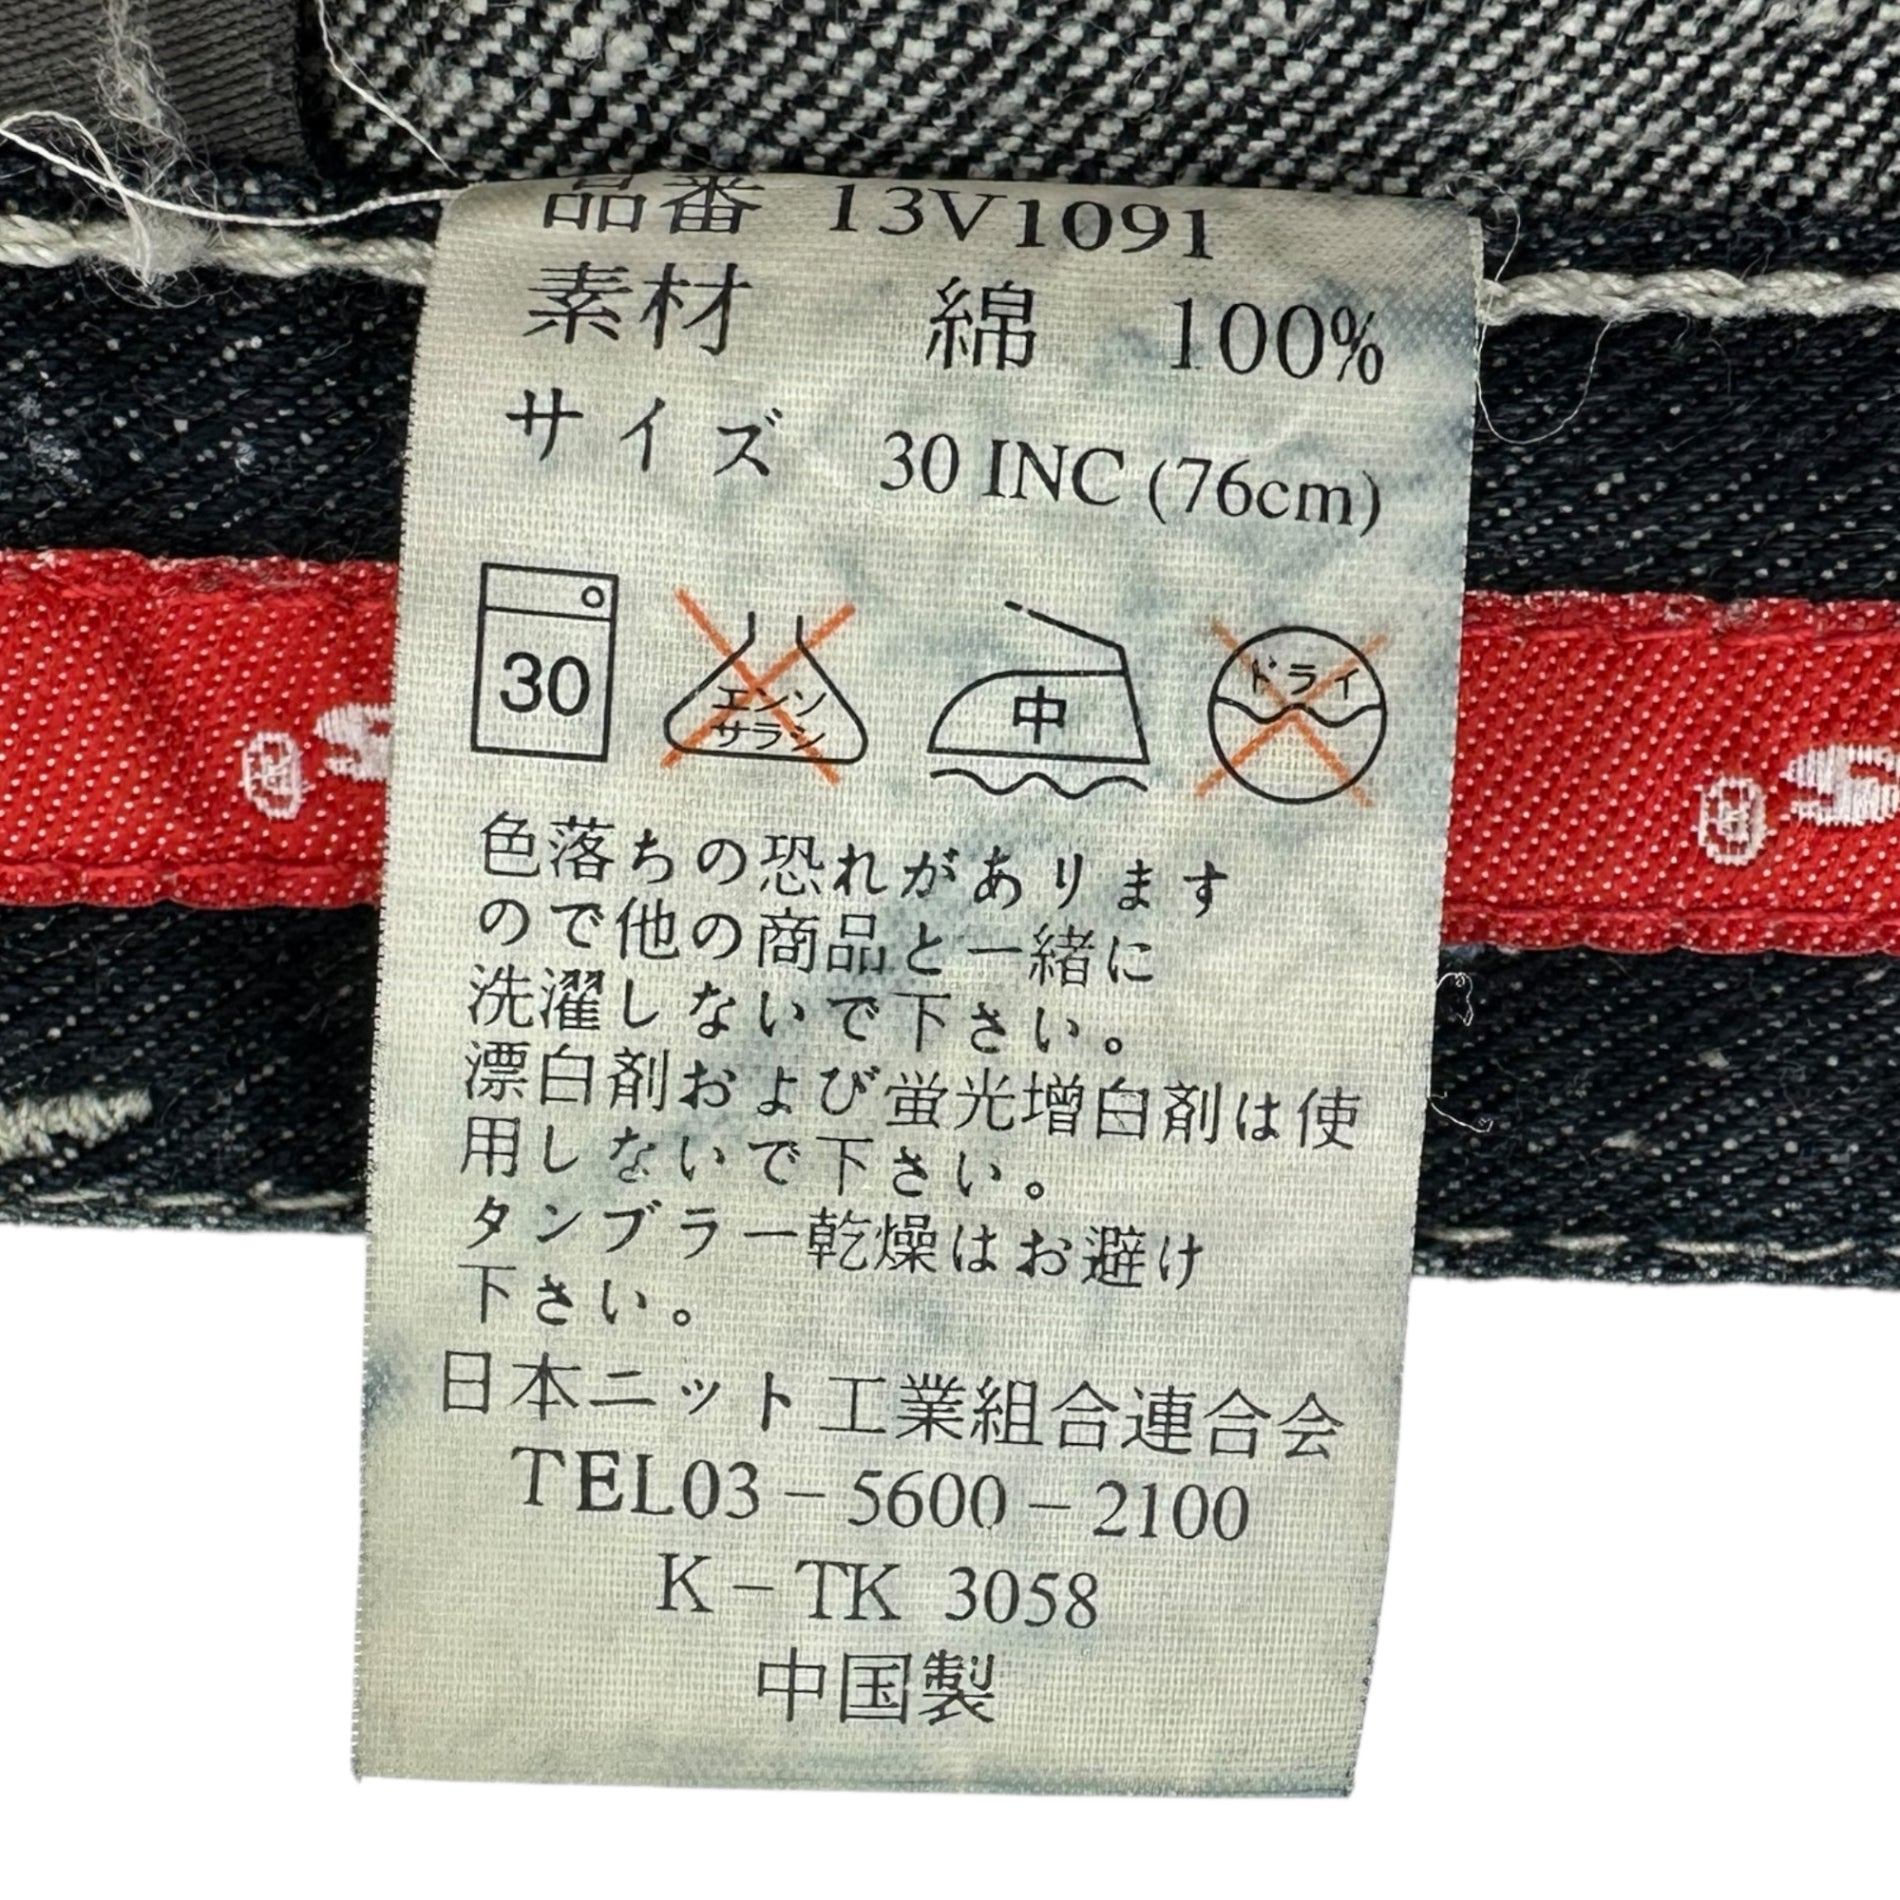 品番 13V1091
素材 綿 100%
サイズ 30 INC (76cm)
30
エンソ
サラシ
中
ドライ
色落ちの恐れがあります
ので他の商品と一緒に
洗濯しないで下さい。
漂白剤および蛍光増白剤は使
用しないで下さい。
タンブラー乾燥はお避け
下さい。
日本ニット工業組合連合会
TEL03-5600-2100
K-TK 3058
中国製
®
®